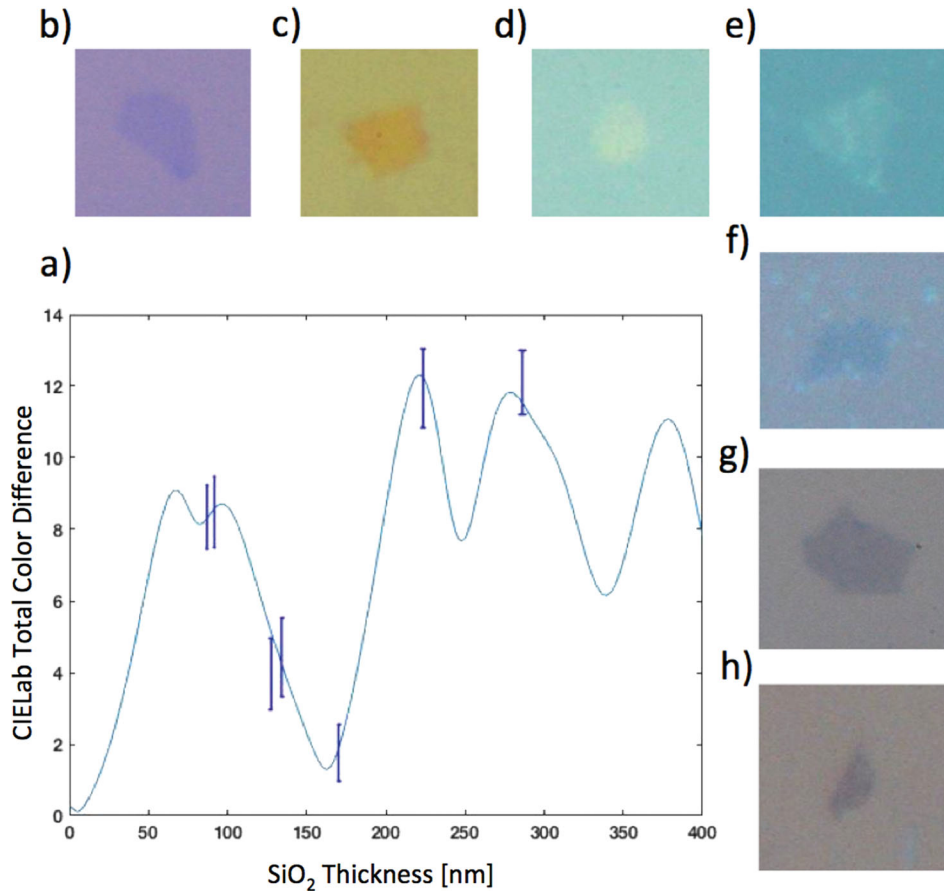 b)
c)
d)
e)
f)
a)
14
12
10
8
6
4
2
0
CIELab Total Color Difference
g)
h)
0 50 100 150 200 250 300 350 400
SiO₂ Thickness [nm]